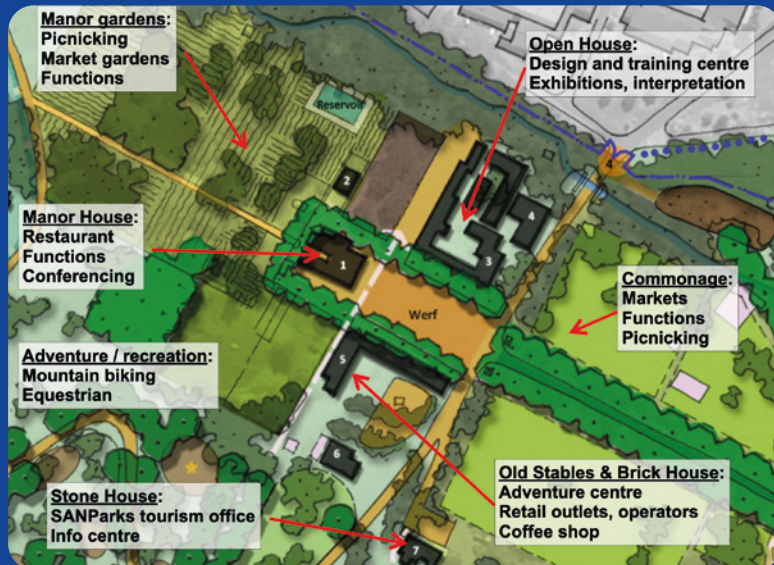 Manor gardens:
Picnicking
Market gardens
Functions
Open House:
Design and training centre
Exhibitions, interpretation
Reservoir
4
2
4
Manor House:
Restaurant
Functions
Conferencing
1
3
Werf
Commonage:
Markets
Functions
Picnicking
Adventure / recreation:
Mountain biking
Equestrian
5
6
Stone House:
SANParks tourism office
Info centre
Old Stables & Brick House:
Adventure centre
Retail outlets, operators
Coffee shop
7